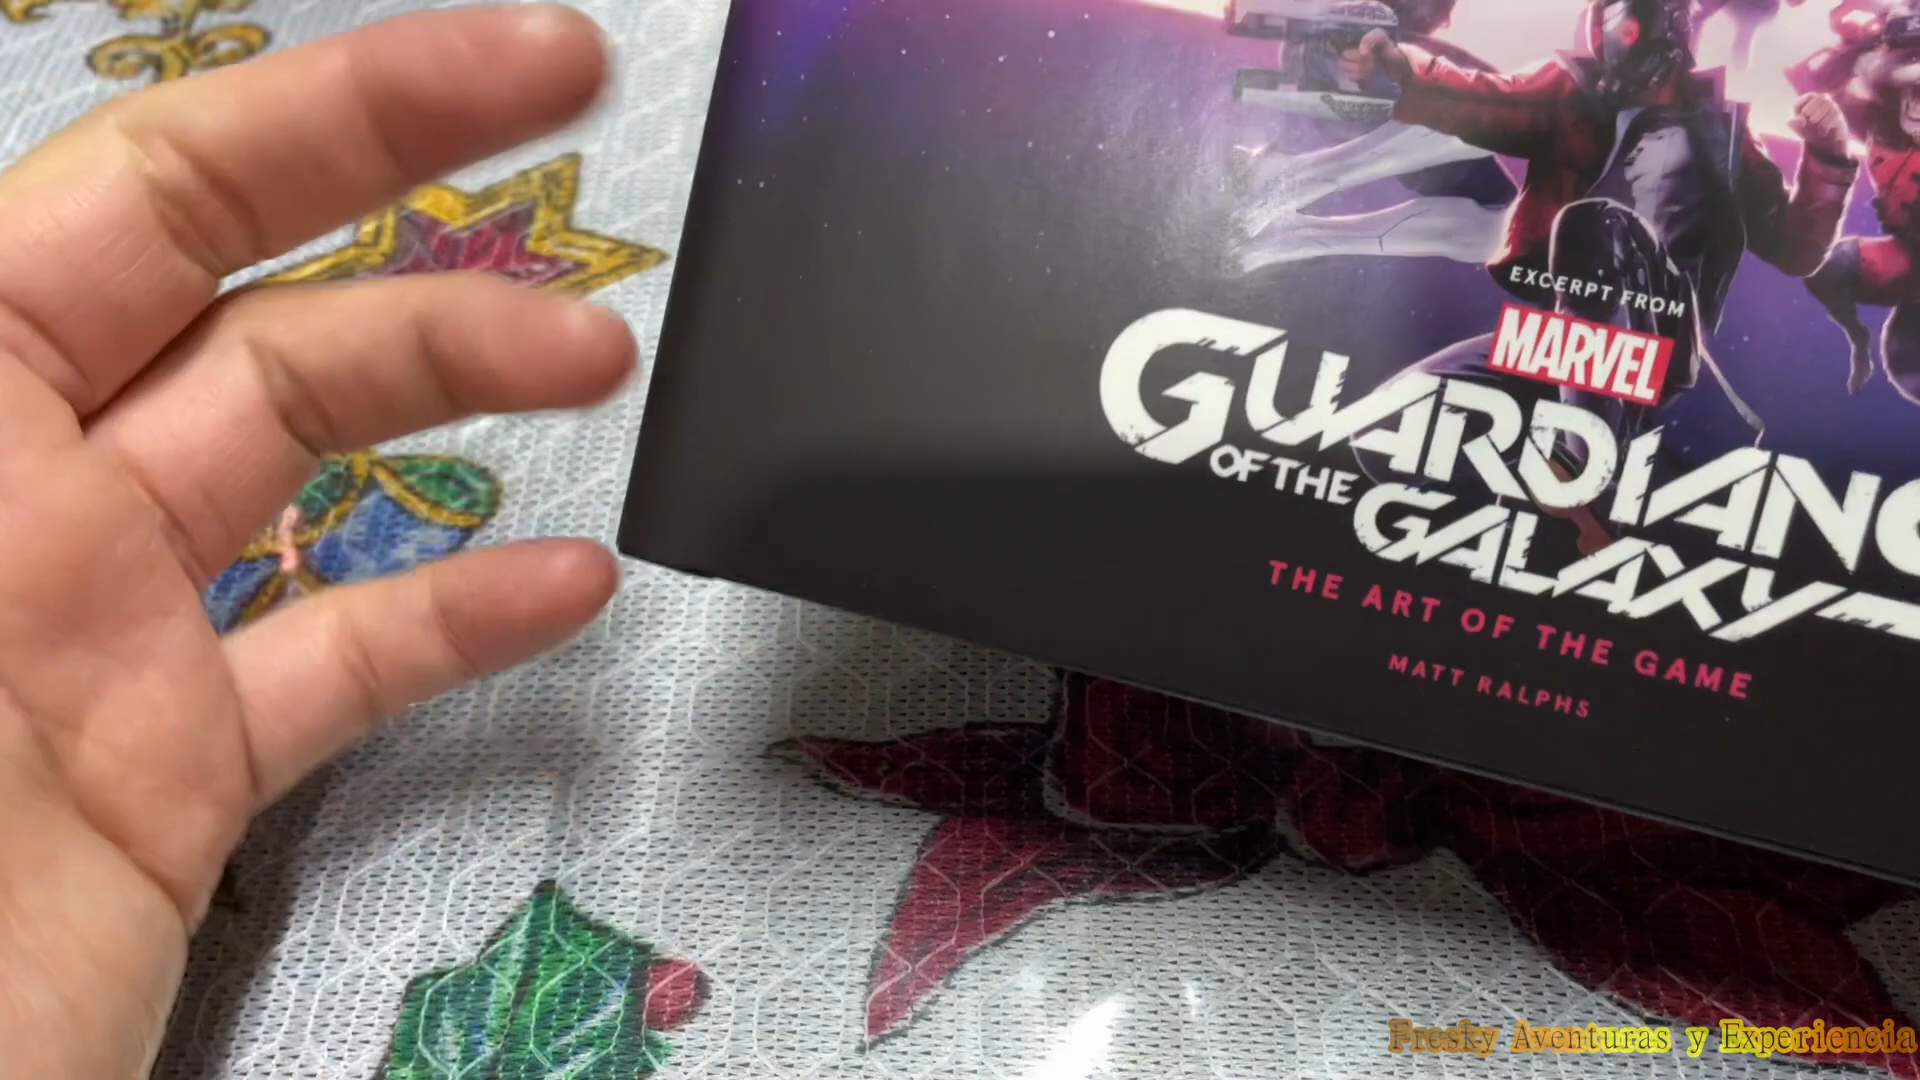 EXCERPT FROM
MARVEL
GUARDIANS
OF THE
GALAXY
THE ART OF THE GAME
MATT RALPHS
Fresky Aventuras y Experiencia